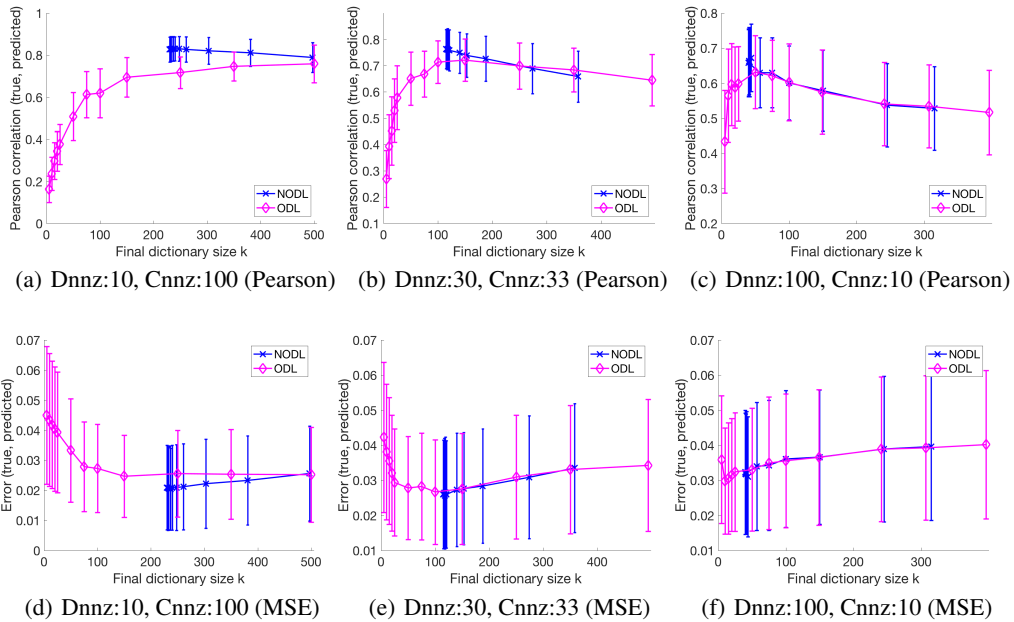 Pearson correlation (true, predicted)
1
0.8
0.6
0.4
0.2
0
0 100 200 300 400 500
Final dictionary size k
NODL
ODL
(a) Dnnz:10, Cnnz:100 (Pearson)
Pearson correlation (true, predicted)
0.9
0.8
0.7
0.6
0.5
0.4
0.3
0.2
0.1
0 100 200 300 400
Final dictionary size k
NODL
ODL
(b) Dnnz:30, Cnnz:33 (Pearson)
Pearson correlation (true, predicted)
0.8
0.7
0.6
0.5
0.4
0.3
0.2
0 100 200 300
Final dictionary size k
NODL
ODL
(c) Dnnz:100, Cnnz:10 (Pearson)
Error (true, predicted)
0.07
0.06
0.05
0.04
0.03
0.02
0.01
0
0 100 200 300 400 500
Final dictionary size k
NODL
ODL
(d) Dnnz:10, Cnnz:100 (MSE)
Error (true, predicted)
0.07
0.06
0.05
0.04
0.03
0.02
0.01
0 100 200 300 400
Final dictionary size k
NODL
ODL
(e) Dnnz:30, Cnnz:33 (MSE)
Error (true, predicted)
0.07
0.06
0.05
0.04
0.03
0.02
0.01
0 100 200 300
Final dictionary size k
NODL
ODL
(f) Dnnz:100, Cnnz:10 (MSE)